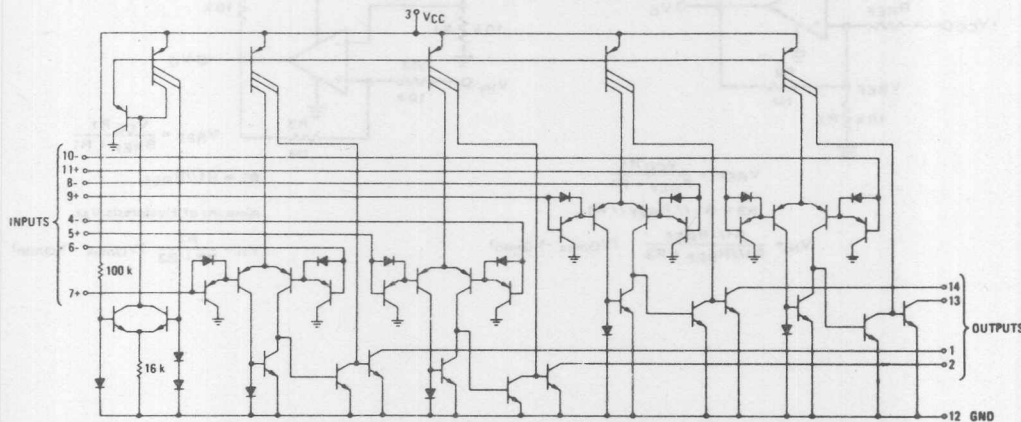 3 VCC
10-
11+
8-
9+
INPUTS
4-
5+
6-
100 k
7+
16 k
14
13
OUTPUTS
1
2
12 GND